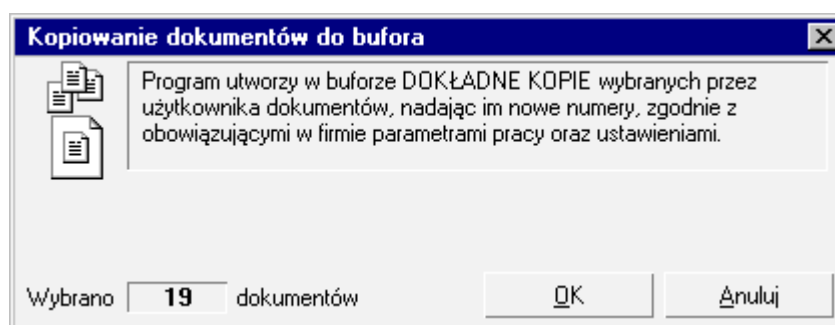 Kopiowanie dokumentów do bufora
Program utworzy w buforze DOKŁADNE KOPIE wybranych przez
użytkownika dokumentów, nadając im nowe numery, zgodnie z
obowiązującymi w firmie parametrami pracy oraz ustawieniami.
Wybrano 19 dokumentów OK Anuluj